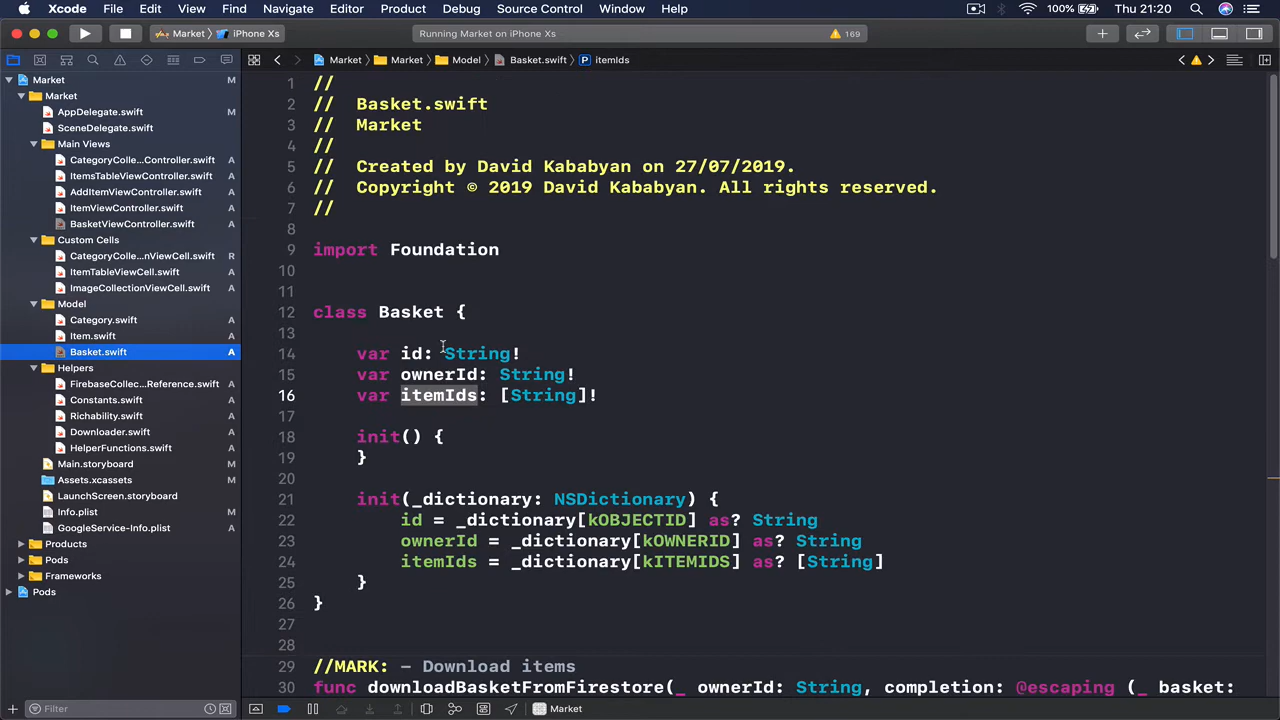 Xcode File Edit View Find Navigate Editor Product Debug Source Control Window Help 100% Thu 21:20
Market iPhone Xs Running Market on iPhone Xs 169
Market Market Model Basket.swift P itemIds
Market M
Market
AppDelegate.swift M
SceneDelegate.swift
Main Views
CategoryColle...Controller.swift A
ItemsTableViewController.swift A
AddItemViewController.swift A
ItemViewController.swift A
BasketViewController.swift A
Custom Cells
CategoryCollec...nViewCell.swift R
ItemTableViewCell.swift A
ImageCollectionViewCell.swift A
Model
Category.swift A
Item.swift A
Basket.swift A
Helpers
FirebaseCollec...Reference.swift A
Constants.swift A
Richability.swift A
Downloader.swift A
HelperFunctions.swift A
Main.storyboard M
Assets.xcassets A
LaunchScreen.storyboard M
Info.plist M
GoogleService-Info.plist A
Products
Pods
Frameworks
Pods
Filter
1 //
2 // Basket.swift
3 // Market
4 //
5 // Created by David Kababyan on 27/07/2019.
6 // Copyright © 2019 David Kababyan. All rights reserved.
7 //
8
9 import Foundation
10
11
12 class Basket {
13
14 var id: String!
15 var ownerId: String!
16 var itemIds: [String]!
17
18 init() {
19 }
20
21 init(_dictionary: NSDictionary) {
22 id = _dictionary[kOBJECTID] as? String
23 ownerId = _dictionary[kOWNERID] as? String
24 itemIds = _dictionary[kITEMIDS] as? [String]
25 }
26 }
27
28
29 //MARK: - Download items
30 func downloadBasketFromFirestore(_ ownerId: String, completion: @escaping (_ basket:
Market